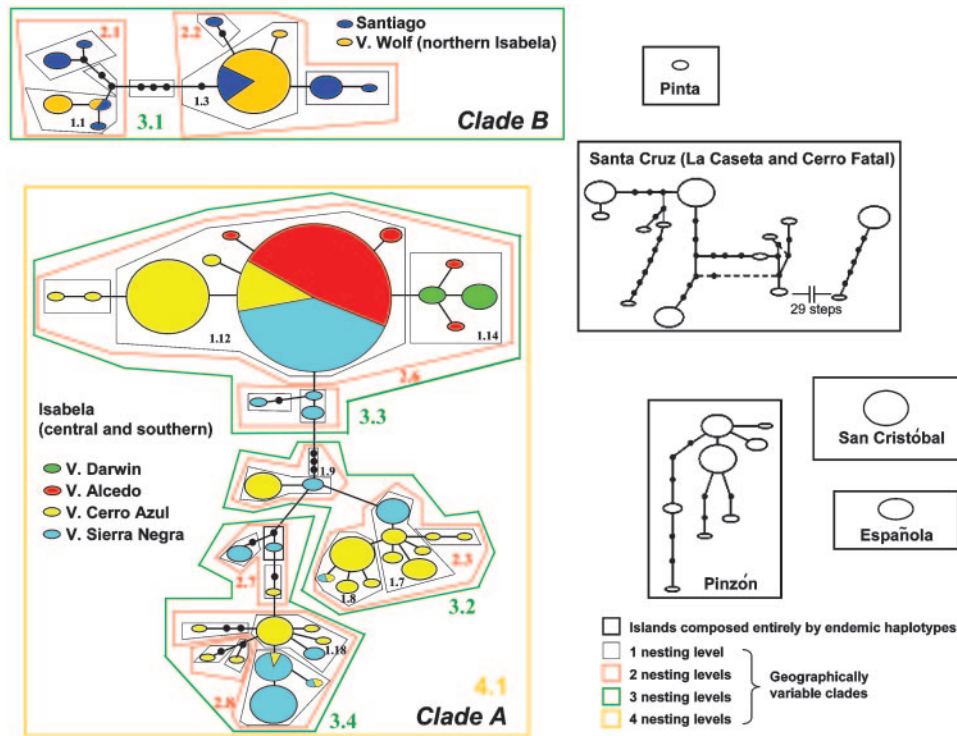 Santiago
V. Wolf (northern Isabela)
2.1
2.2
1.1
1.3
3.1
Clade B
Pinta
Santa Cruz (La Caseta and Cerro Fatal)
29 steps
1.12
1.14
2.6
3.3
Isabela
(central and southern)
V. Darwin
V. Alcedo
V. Cerro Azul
V. Sierra Negra
1.9
2.7
1.8
1.7
2.3
3.2
1.18
2.8
3.4
4.1
Clade A
San Cristóbal
Española
Pinzón
Islands composed entirely by endemic haplotypes
1 nesting level
2 nesting levels
3 nesting levels
4 nesting levels
Geographically
variable clades